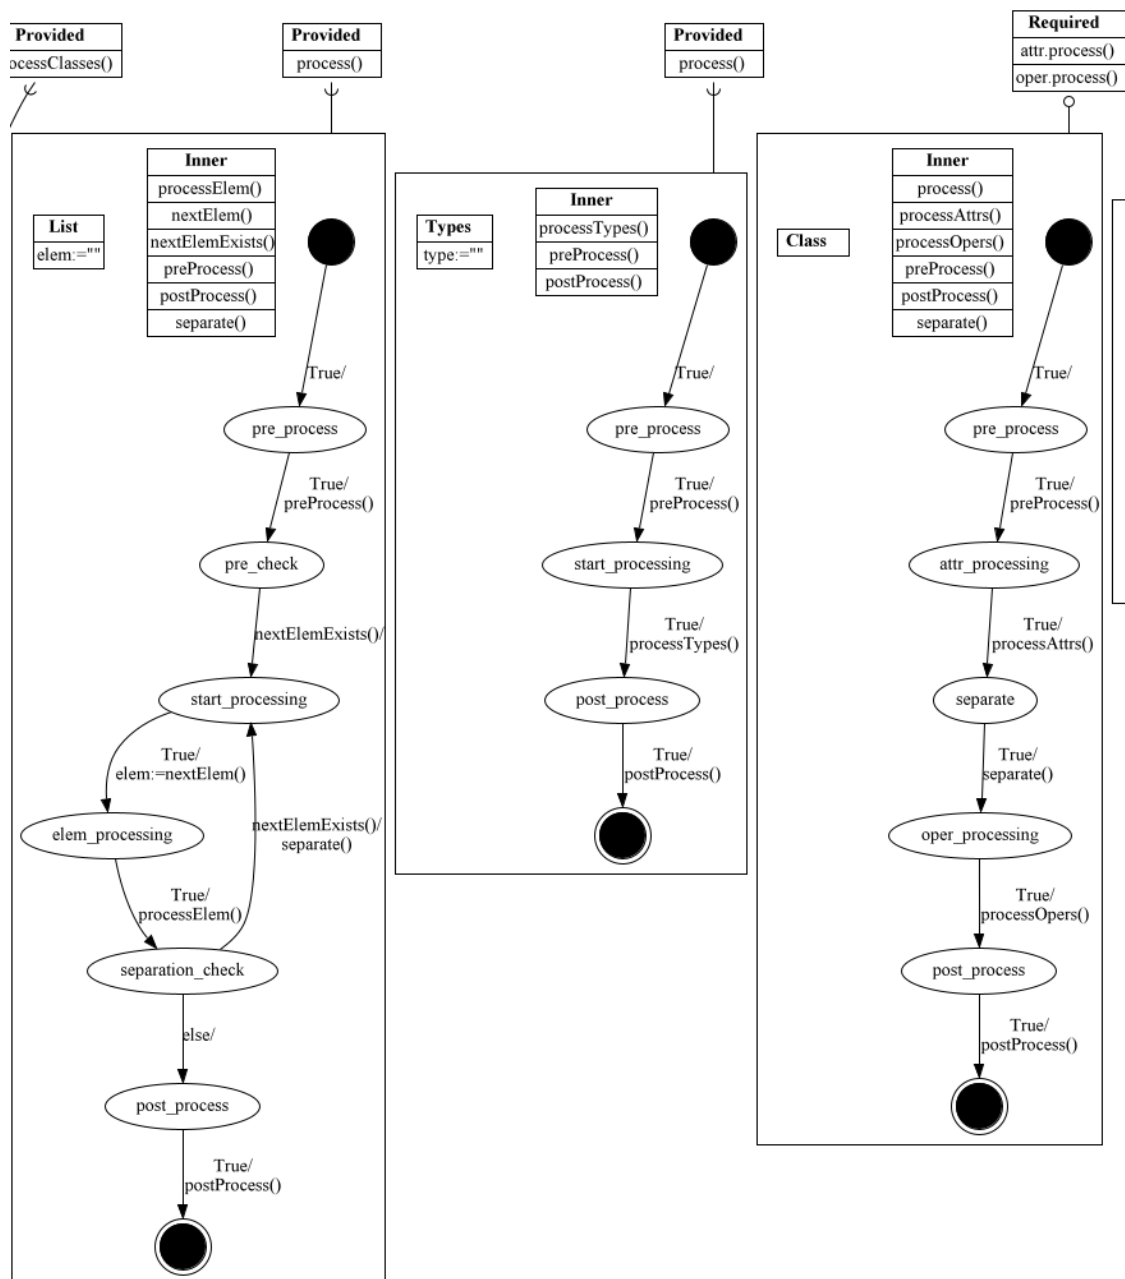 Provided
ocessClasses()
Provided
process()
Provided
process()
Required
attr.process()
oper.process()
List
elem:=""
Inner
processElem()
nextElem()
nextElemExists()
preProcess()
postProcess()
separate()
True/
pre_process
True/
preProcess()
pre_check
nextElemExists()/
start_processing
True/
elem:=nextElem()
elem_processing
nextElemExists()/
separate()
True/
processElem()
separation_check
else/
post_process
True/
postProcess()
Types
type:=""
Inner
processTypes()
preProcess()
postProcess()
True/
pre_process
True/
preProcess()
start_processing
True/
processTypes()
post_process
True/
postProcess()
Class
Inner
process()
processAttrs()
processOpers()
preProcess()
postProcess()
separate()
True/
pre_process
True/
preProcess()
attr_processing
True/
processAttrs()
separate
True/
separate()
oper_processing
True/
processOpers()
post_process
True/
postProcess()